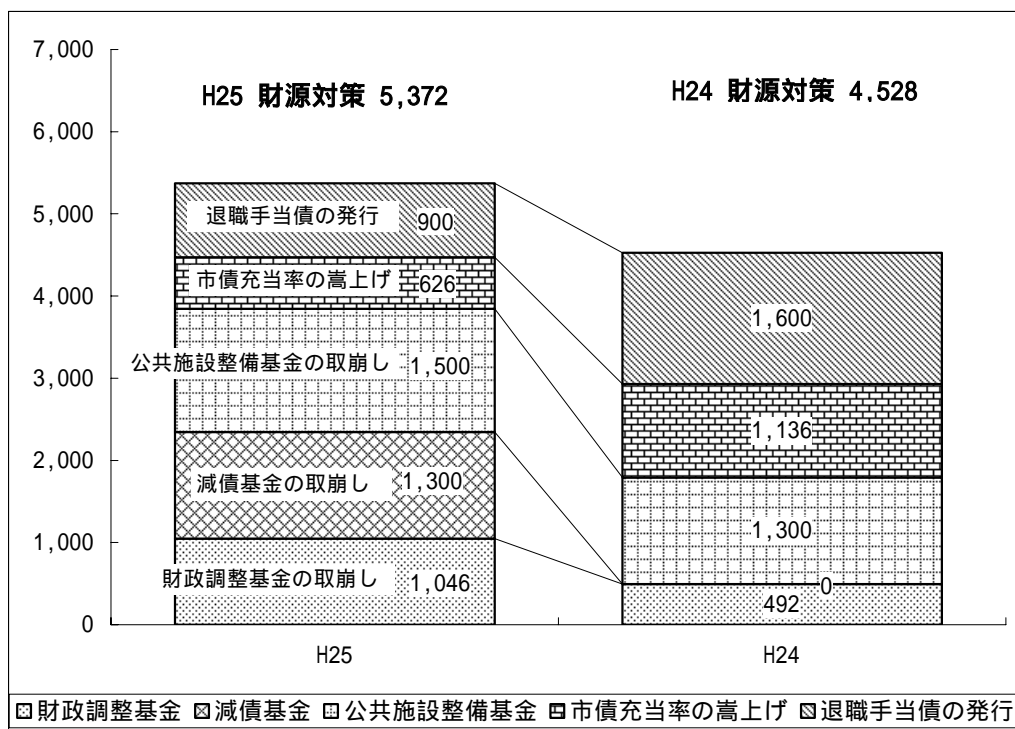 7,000
H25 財源対策 5,372
H24 財源対策 4,528
6,000
5,000
退職手当債の発行 900
市債充当率の嵩上げ 626
4,000
1,600
公共施設整備基金の取崩し 1,500
3,000
1,136
2,000
減債基金の取崩し 1,300
1,300
1,000
財政調整基金の取崩し 1,046
0
492
0
H25
H24
財政調整基金 減債基金 公共施設整備基金 市債充当率の嵩上げ 退職手当債の発行